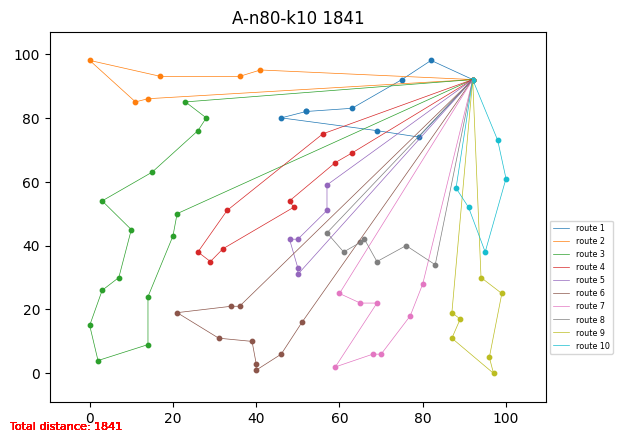 A-n80-k10 1841
100
80
60
40
20
0
0
20
40
60
80
100
route 1
route 2
route 3
route 4
route 5
route 6
route 7
route 8
route 9
route 10
Total distance: 1841